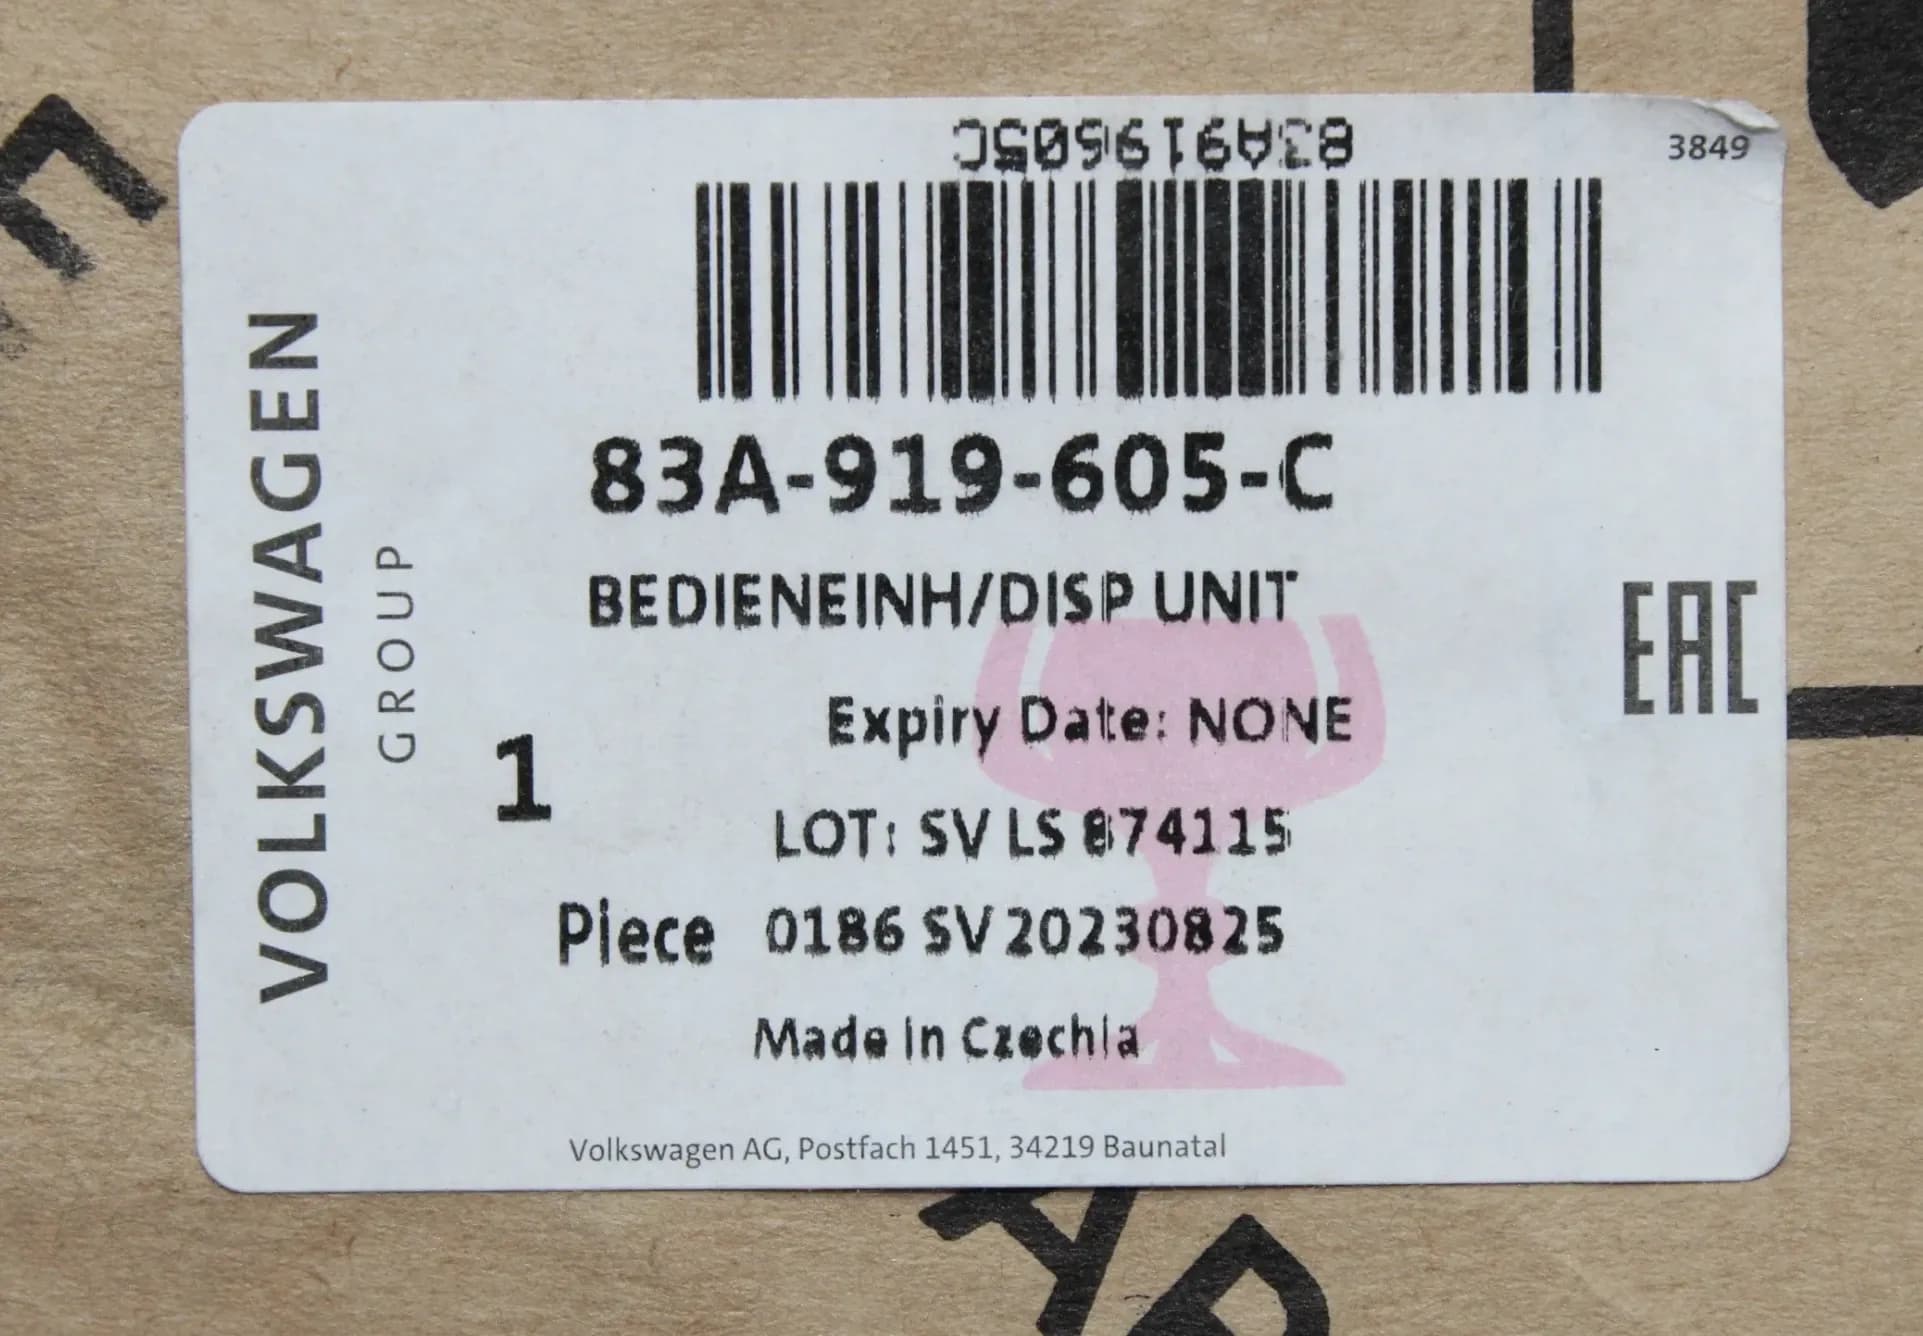 83A919605C
3849
83A-919-605-C
BEDIENEINH/DISP UNIT
EAC
Expiry Date: NONE
1
LOT: SV LS 874115
Piece 0186 SV 20230825
Made in Czechia
VOLKSWAGEN
GROUP
Volkswagen AG, Postfach 1451, 34219 Baunatal